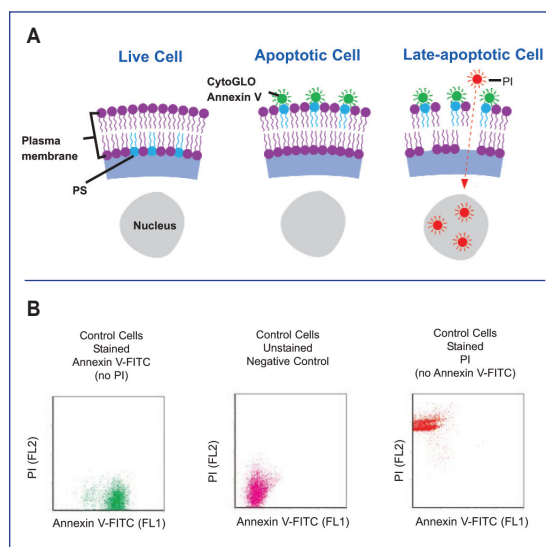 A
Live Cell
Apoptotic Cell
Late-apoptotic Cell
CytoGLO
Annexin V
PI
Plasma
membrane
PS
Nucleus
B
Control Cells
Stained
Annexin V-FITC
(no PI)
Control Cells
Unstained
Negative Control
Control Cells
Stained
PI
(no Annexin V-FITC)
PI (FL2)
Annexin V-FITC (FL1)
PI (FL2)
Annexin V-FITC (FL1)
PI (FL2)
Annexin V-FITC (FL1)